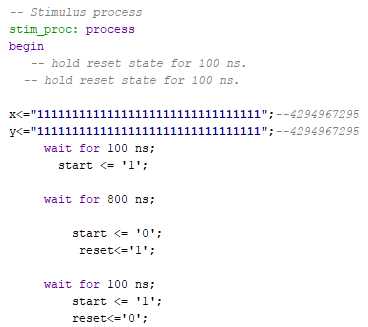 -- Stimulus process
stim_proc: process
begin
-- hold reset state for 100 ns.
-- hold reset state for 100 ns.
x<="11111111111111111111111111111111";--4294967295
y<="11111111111111111111111111111111";--4294967295
wait for 100 ns;
start <= '1';
wait for 800 ns;
start <= '0';
reset<='1';
wait for 100 ns;
start <= '1';
reset<='0';